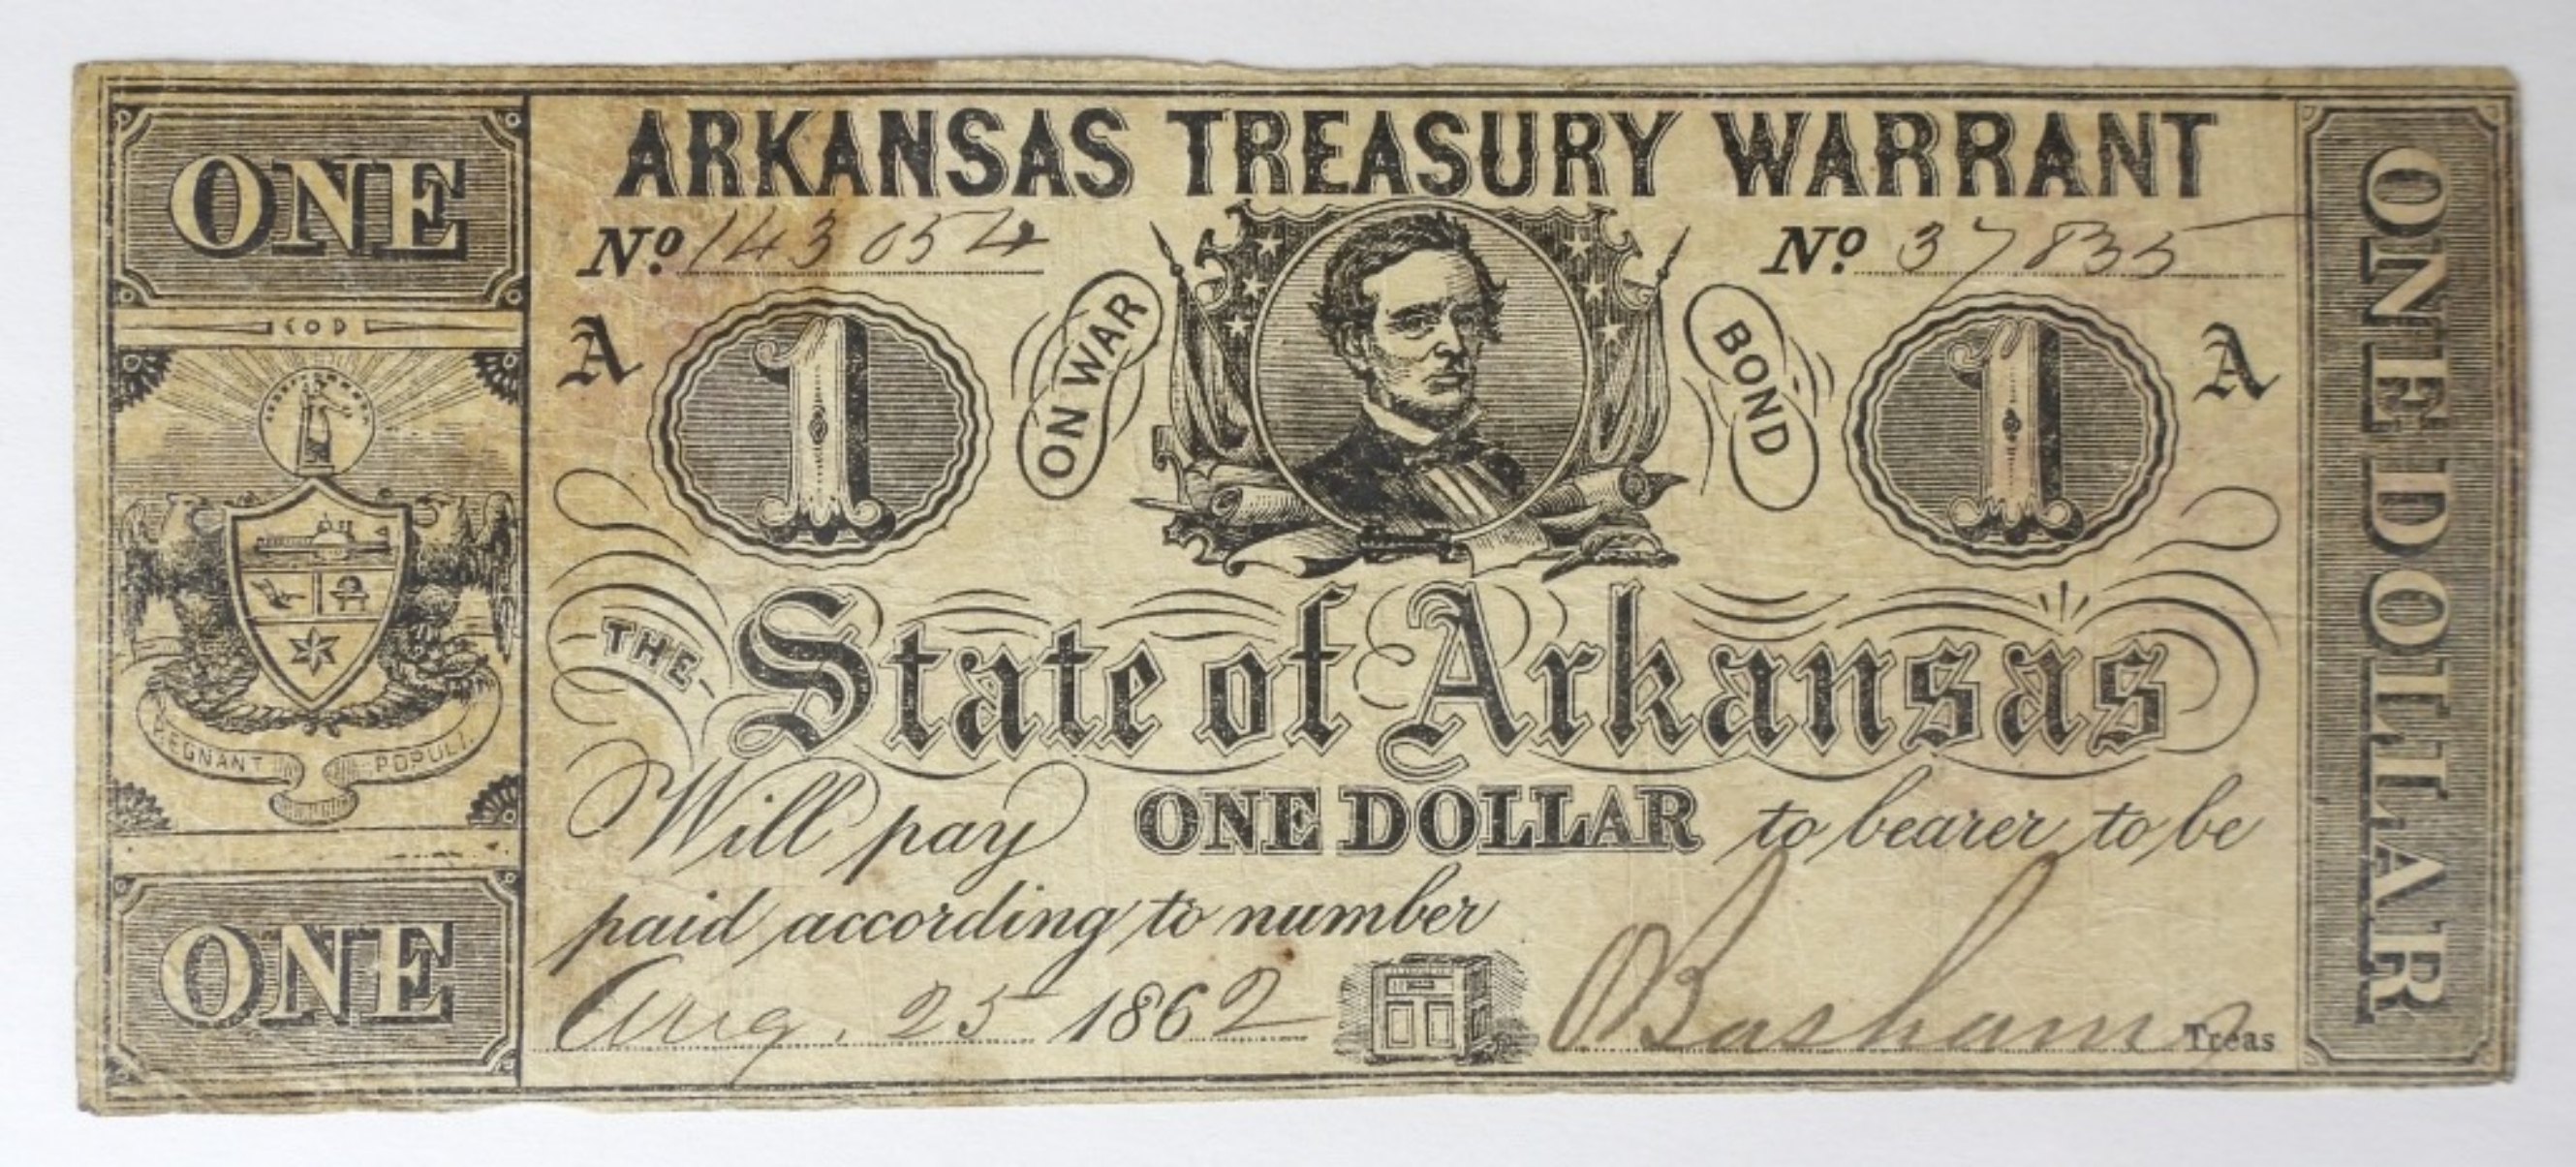 ARKANSAS TREASURY WARRANT
ONE
No. 143054
No. 37835
A
1
ON WAR
BOND
1
A
THE
State of Arkansas
REGNANT POPULI.
Will pay ONE DOLLAR to bearer to be
paid according to number
ONE
Aug. 25 1862
Basham Treas
ONE DOLLAR